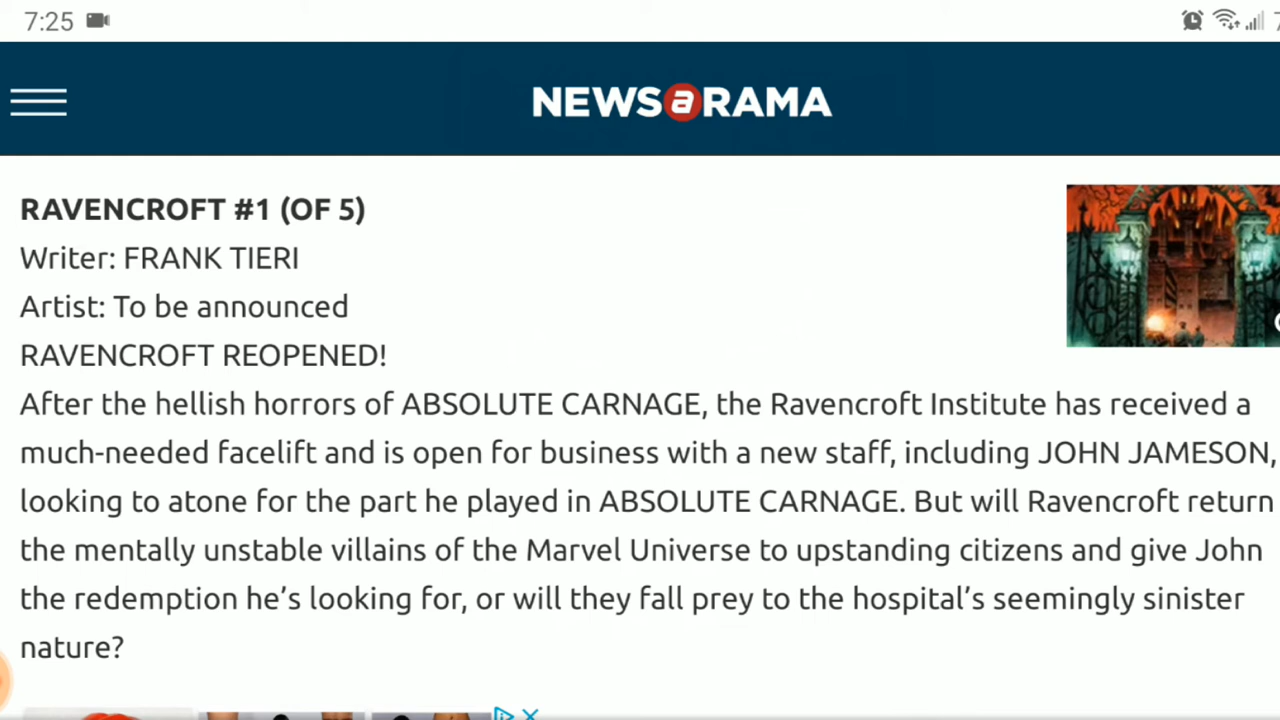 7:25
NEWSaRAMA
RAVENCROFT #1 (OF 5)
Writer: FRANK TIERI
Artist: To be announced
RAVENCROFT REOPENED!
After the hellish horrors of ABSOLUTE CARNAGE, the Ravencroft Institute has received a
much-needed facelift and is open for business with a new staff, including JOHN JAMESON,
looking to atone for the part he played in ABSOLUTE CARNAGE. But will Ravencroft return
the mentally unstable villains of the Marvel Universe to upstanding citizens and give John
the redemption he’s looking for, or will they fall prey to the hospital’s seemingly sinister
nature?